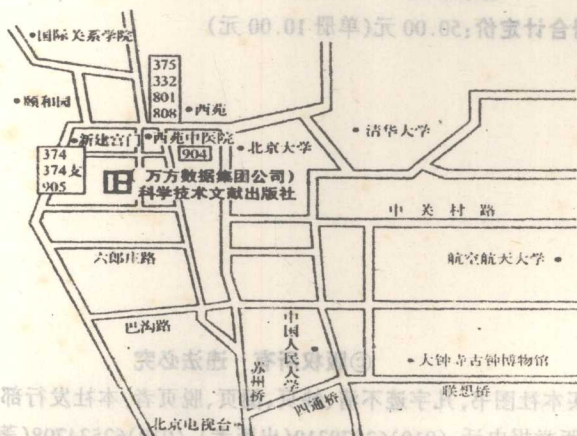 合计定价:50.00元(单册10.00元)
•国际关系学院
375
332
801
808
•西苑
•颐和园
•新建宫门
•西苑中医院
904
•北京大学
•清华大学
374
374支
905
(万方数据集团公司)
科学技术文献出版社
中关村路
六郎庄路
航空航天大学•
巴沟路
中国人民大学•
•大钟寺古钟博物馆
苏州桥
联想桥
四通桥
北京电视台•
违法必究